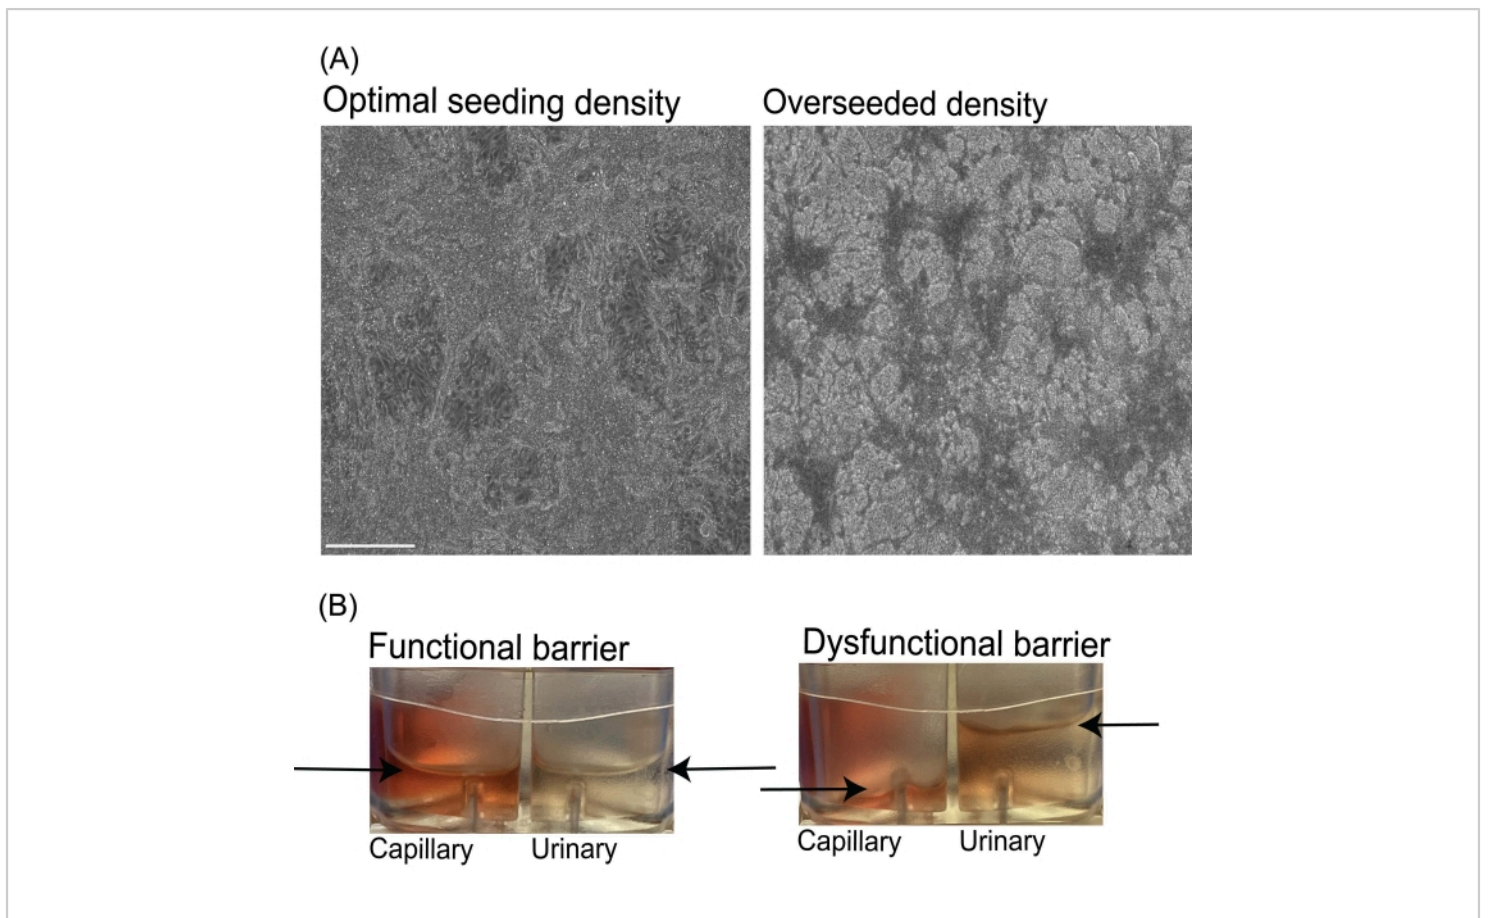 (A)
Optimal seeding density
Overseeded density
(B)
Functional barrier
Dysfunctional barrier
Capillary
Urinary
Capillary
Urinary